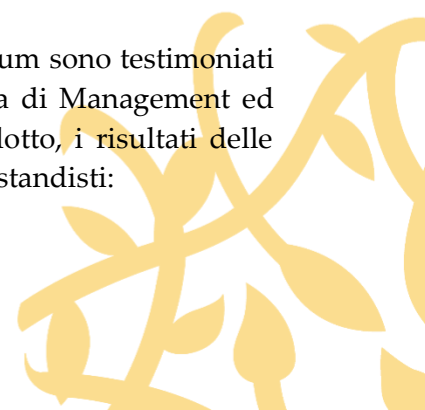 um sono testimoniati
a di Management ed
lotto, i risultati delle
standisti: